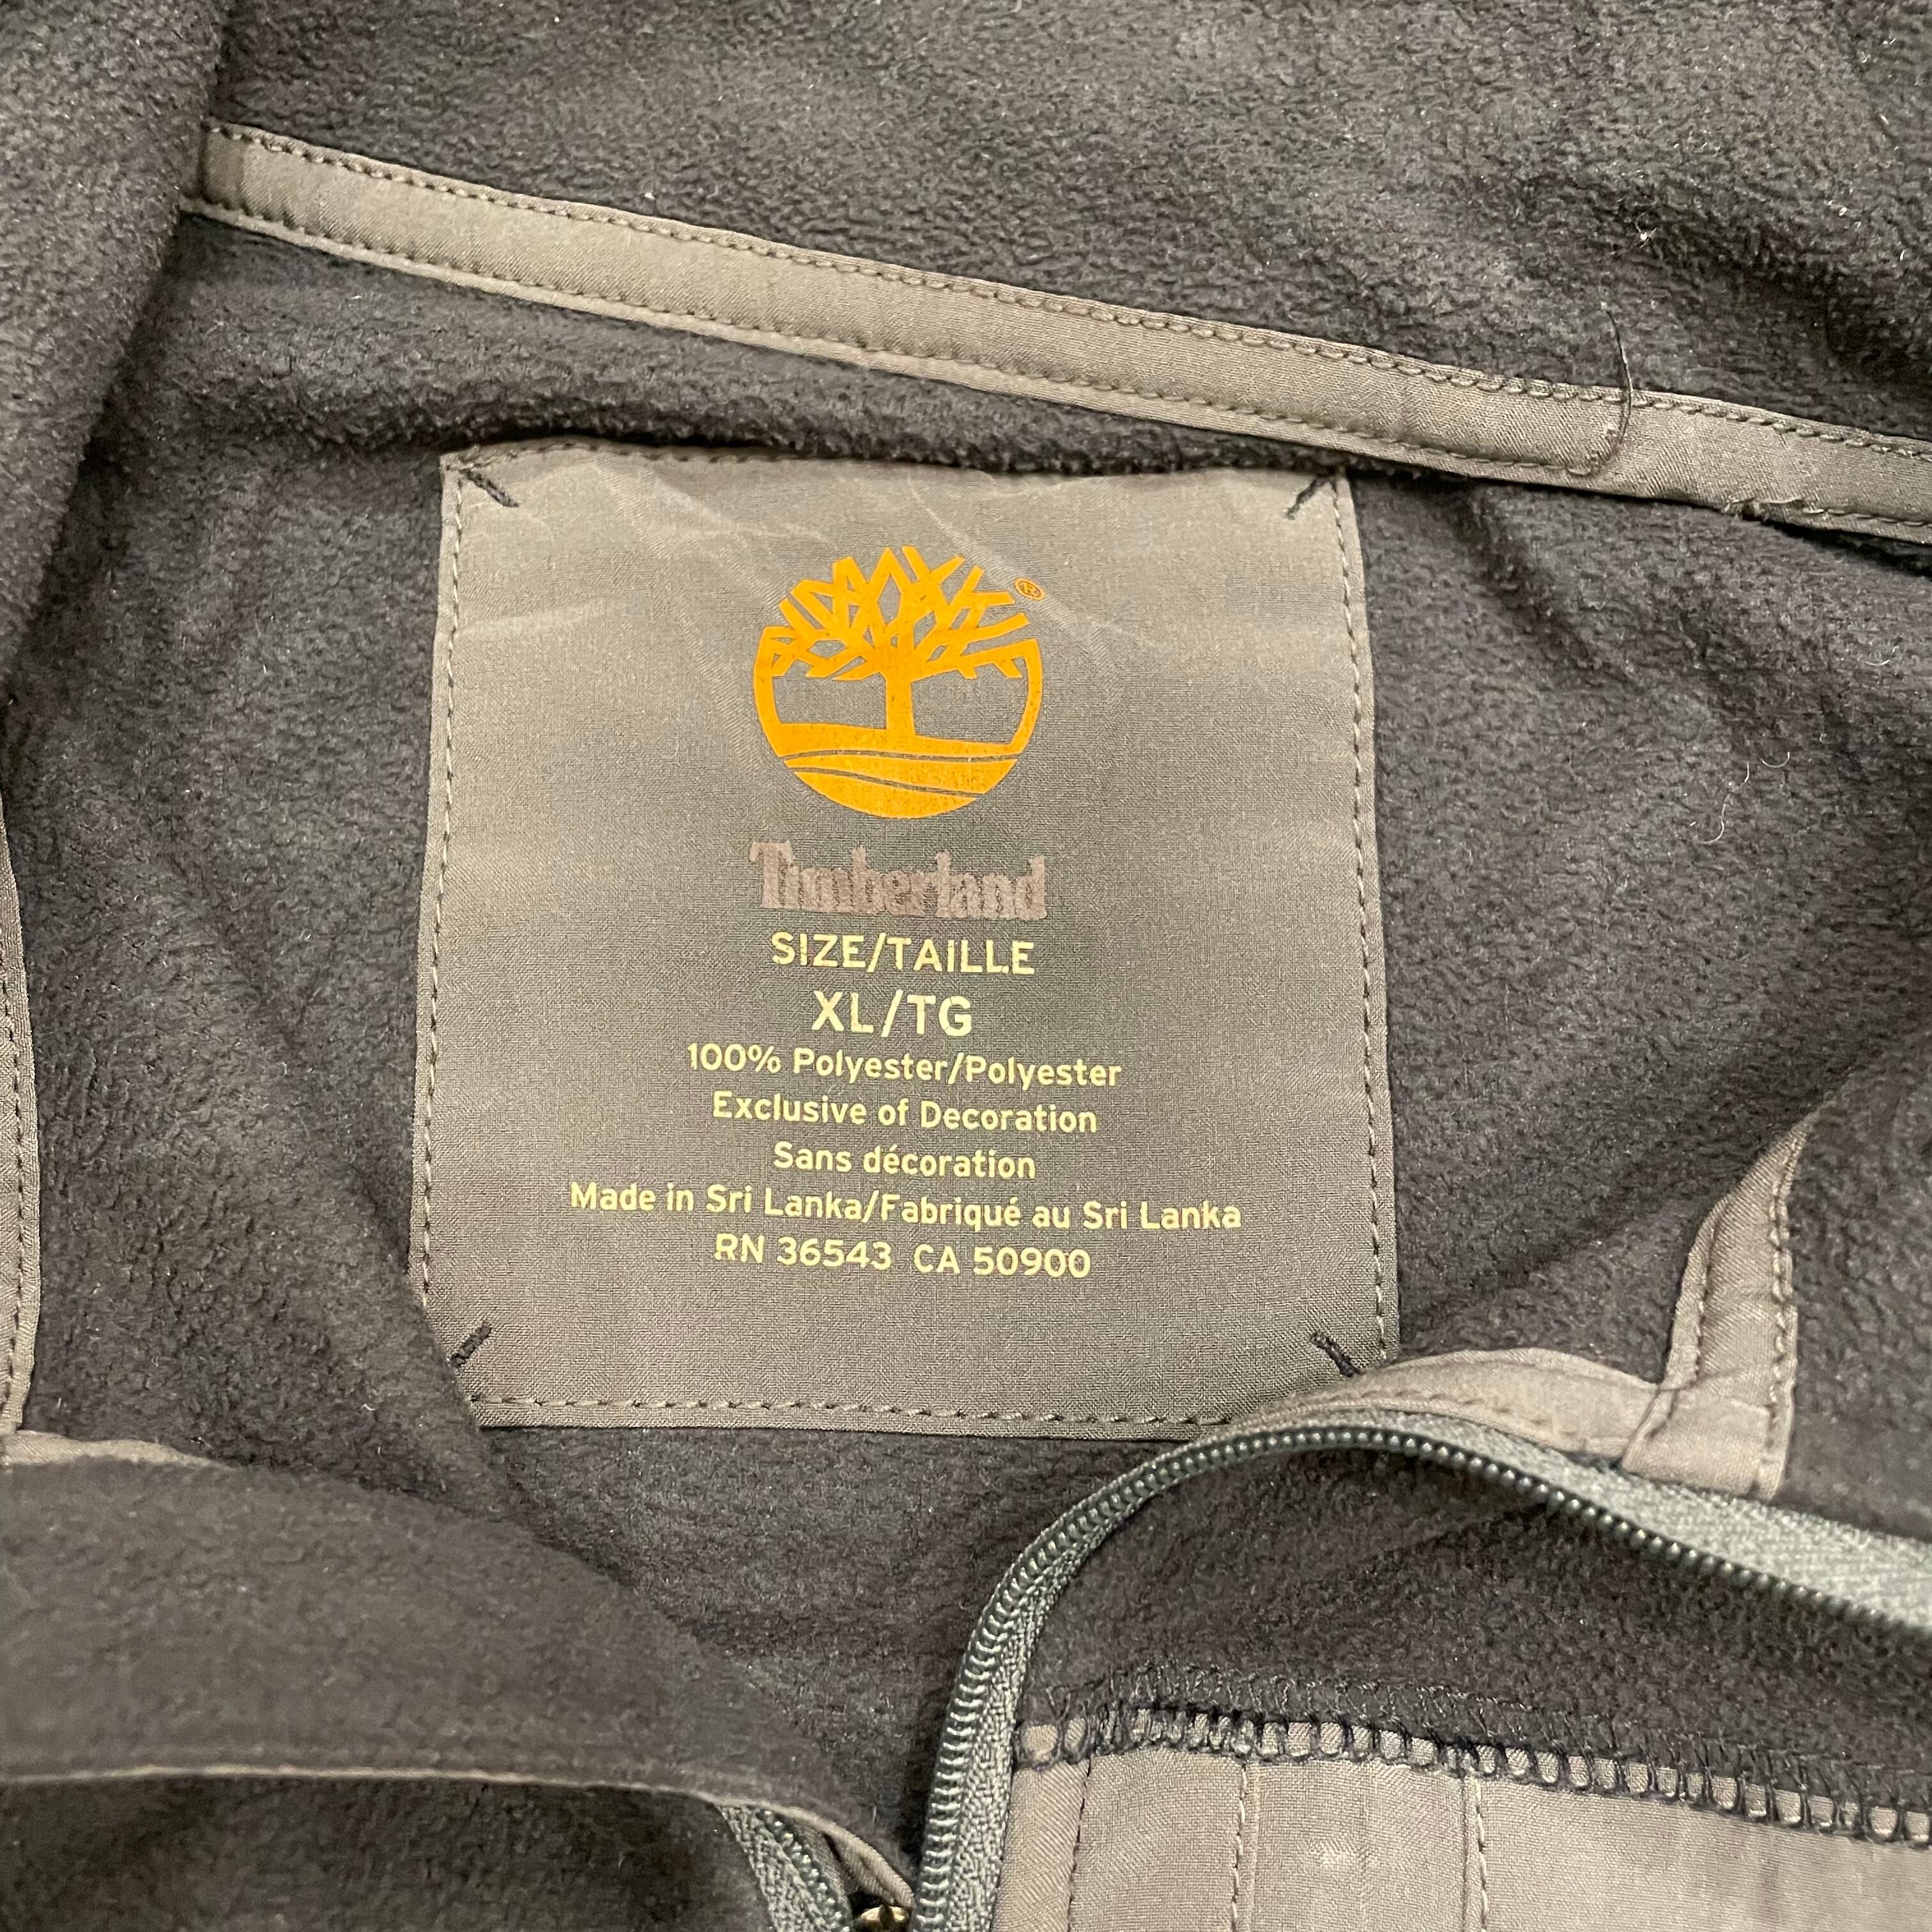 ®
Timberland
SIZE/TAILLE
XL/TG
100% Polyester/Polyester
Exclusive of Decoration
Sans décoration
Made in Sri Lanka/Fabriqué au Sri Lanka
RN 36543 CA 50900